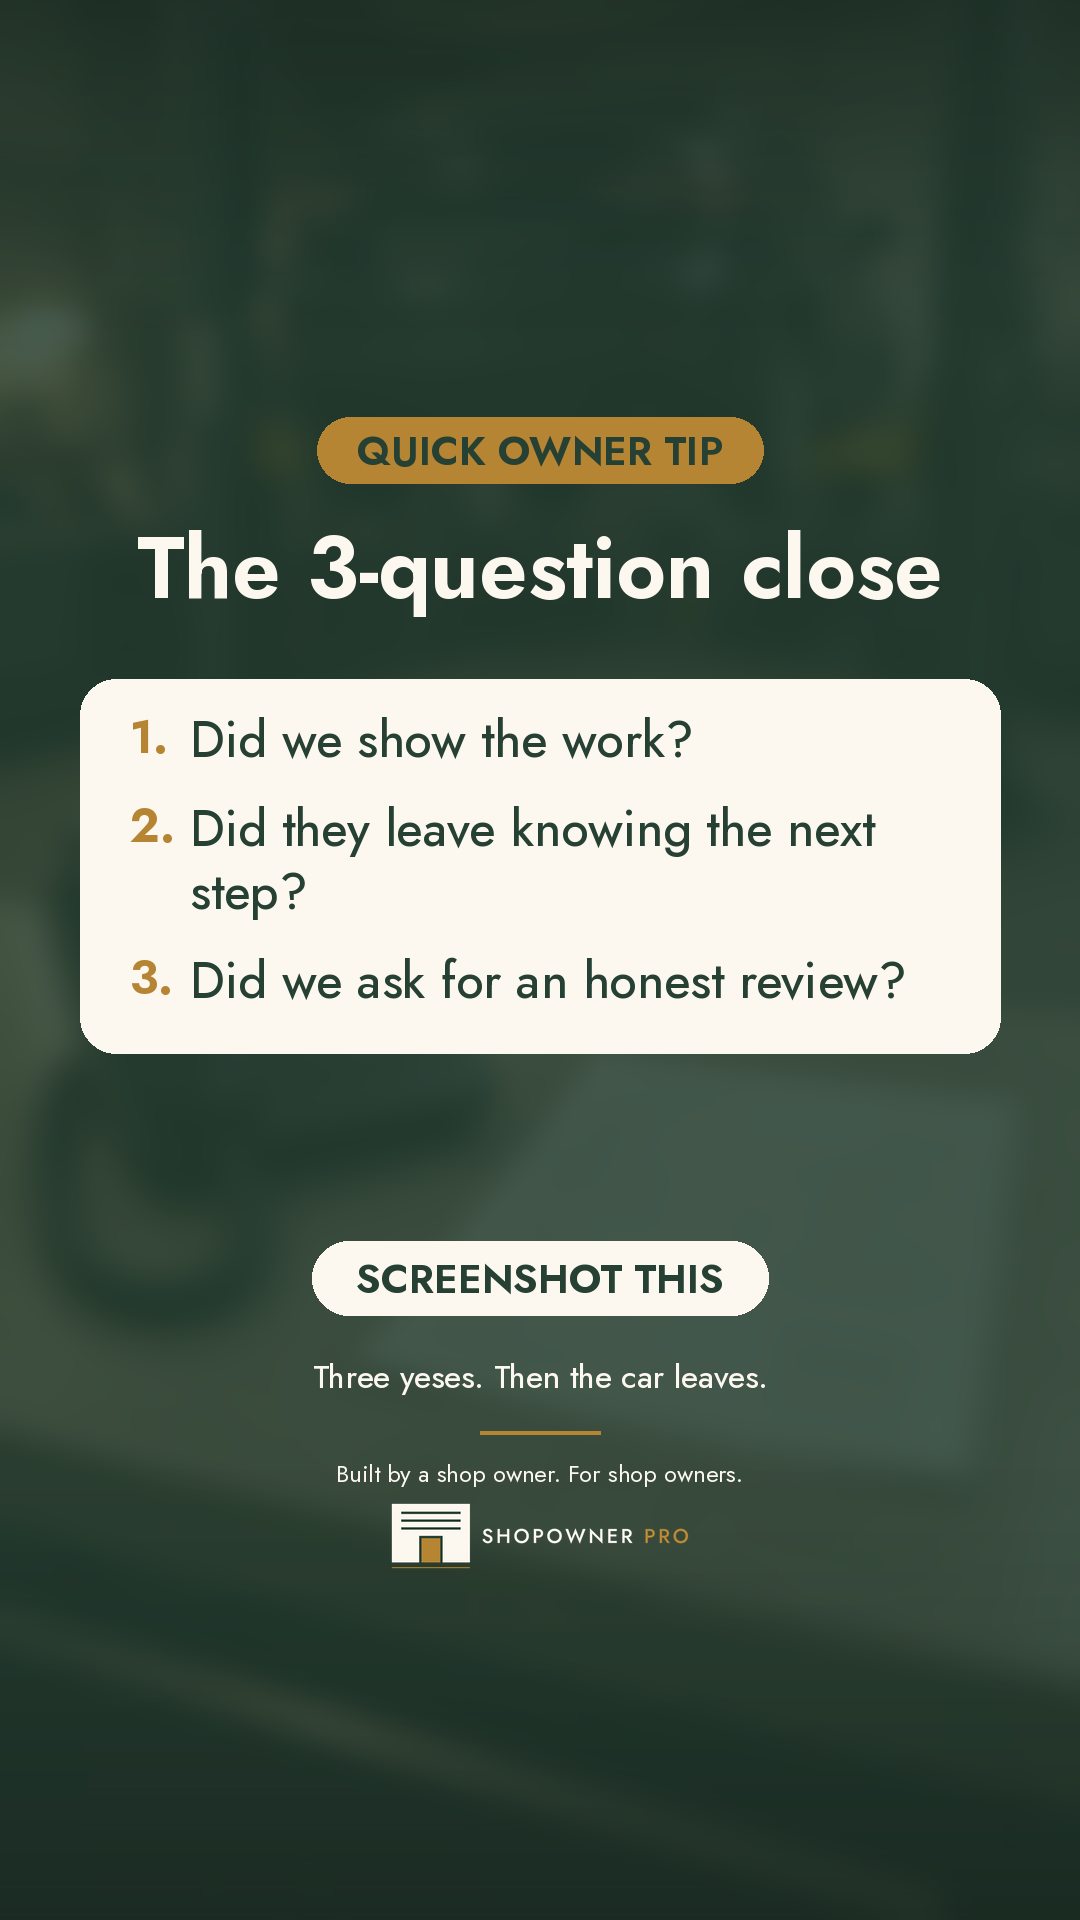 QUICK OWNER TIP
The 3-question close
1. Did we show the work?
2. Did they leave knowing the next
step?
3. Did we ask for an honest review?
SCREENSHOT THIS
Three yeses. Then the car leaves.
Built by a shop owner. For shop owners.
SHOPOWNER PRO